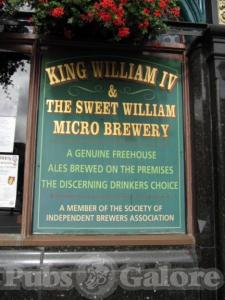 KING WILLIAM IV
&
THE SWEET WILLIAM
MICRO BREWERY
A GENUINE FREEHOUSE
ALES BREWED ON THE PREMISES
THE DISCERNING DRINKERS CHOICE
A MEMBER OF THE SOCIETY OF
INDEPENDENT BREWERS ASSOCIATION
Pubs Galore